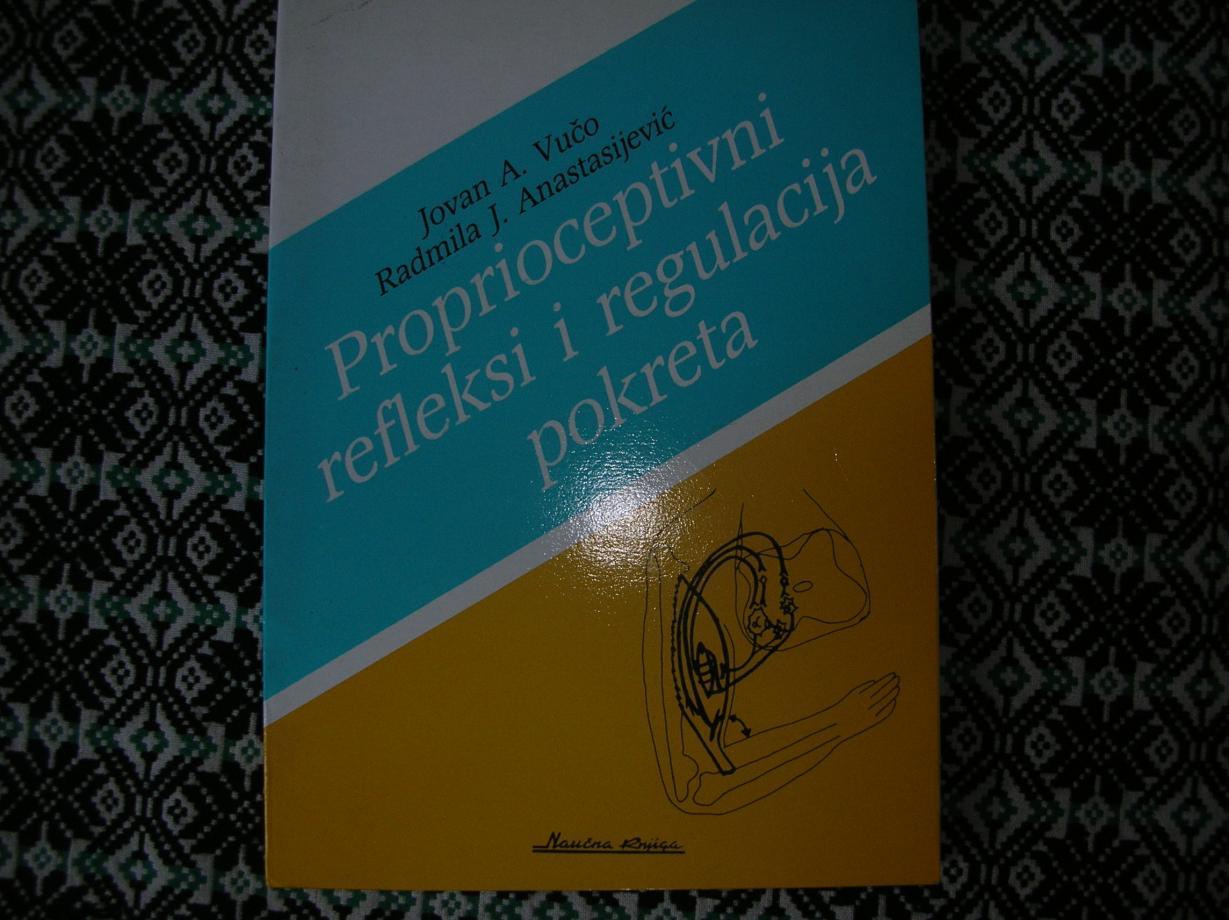 Jovan A. Vučo
Radmila J. Anastasijević
Proprioceptivni
refleksi i regulacija
pokreta
Naučna Knjiga